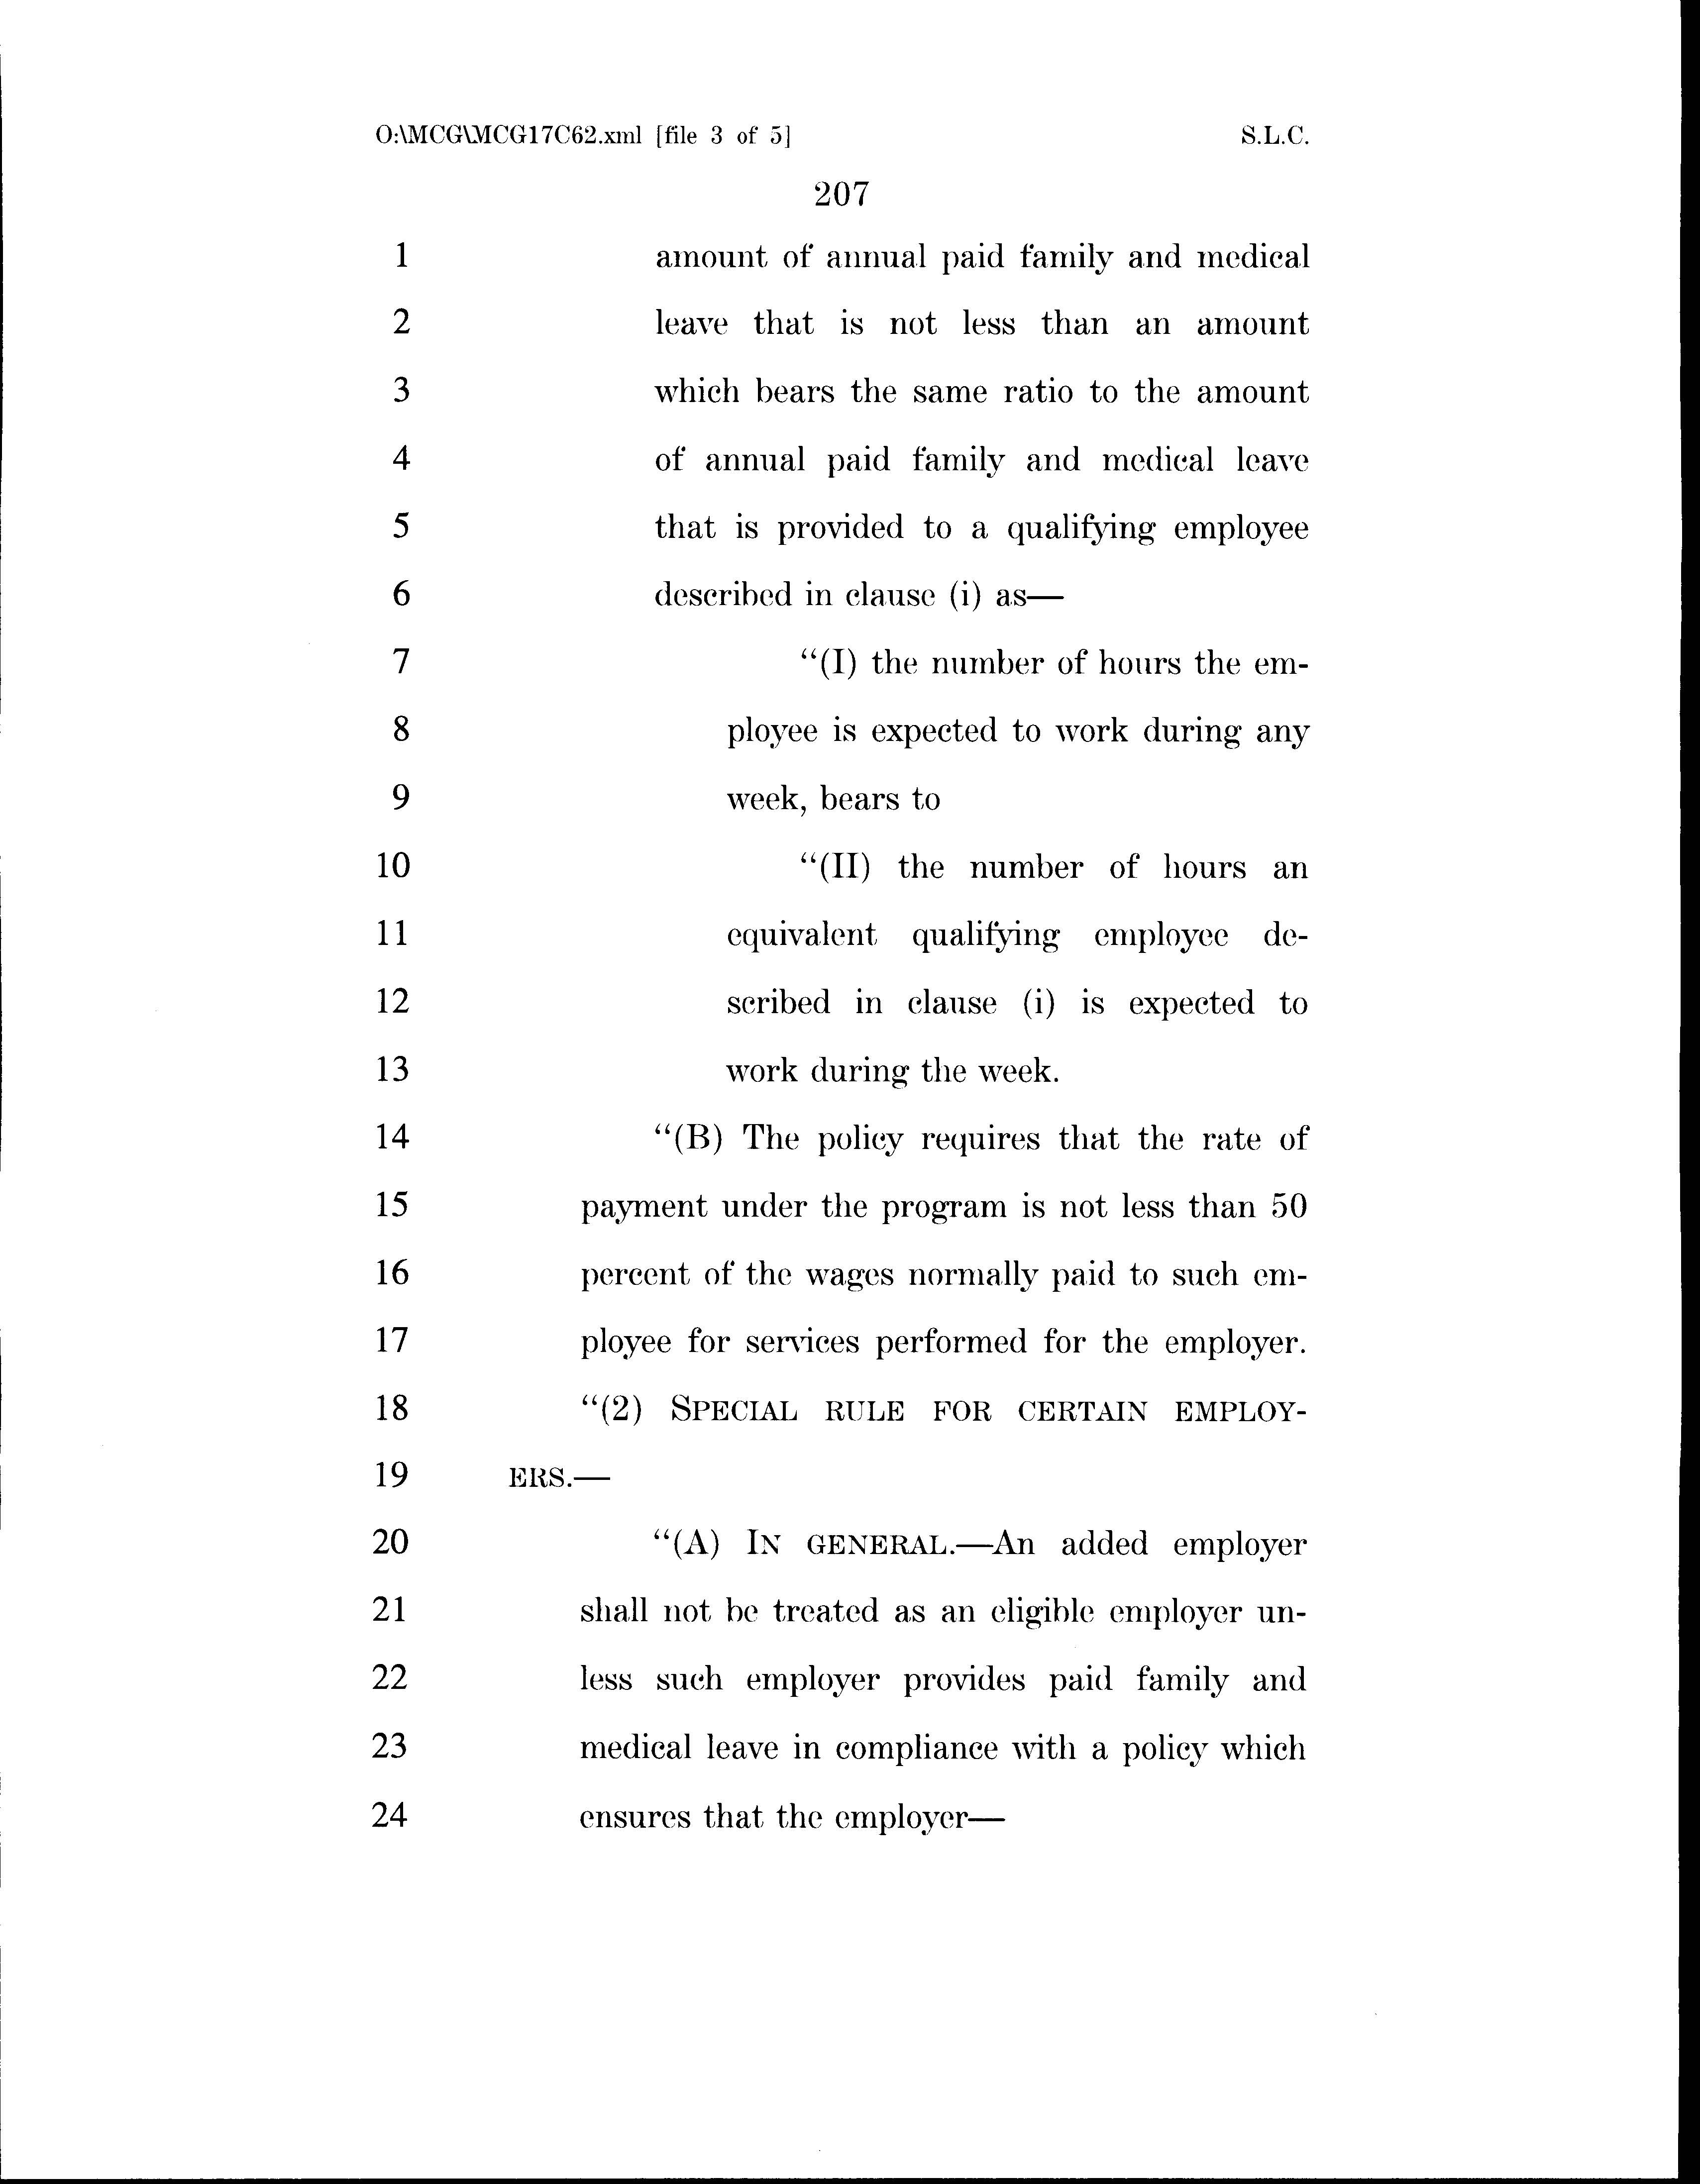 O:\MCG\MCG17C62.xml [file 3 of 5] S.L.C.
207
1 amount of annual paid family and medical
2 leave that is not less than an amount
3 which bears the same ratio to the amount
4 of annual paid family and medical leave
5 that is provided to a qualifying employee
6 described in clause (i) as—
7 “(I) the number of hours the em-
8 ployee is expected to work during any
9 week, bears to
10 “(II) the number of hours an
11 equivalent qualifying employee de-
12 scribed in clause (i) is expected to
13 work during the week.
14 “(B) The policy requires that the rate of
15 payment under the program is not less than 50
16 percent of the wages normally paid to such em-
17 ployee for services performed for the employer.
18 “(2) SPECIAL RULE FOR CERTAIN EMPLOY-
19 ERS.—
20 “(A) IN GENERAL.—An added employer
21 shall not be treated as an eligible employer un-
22 less such employer provides paid family and
23 medical leave in compliance with a policy which
24 ensures that the employer—